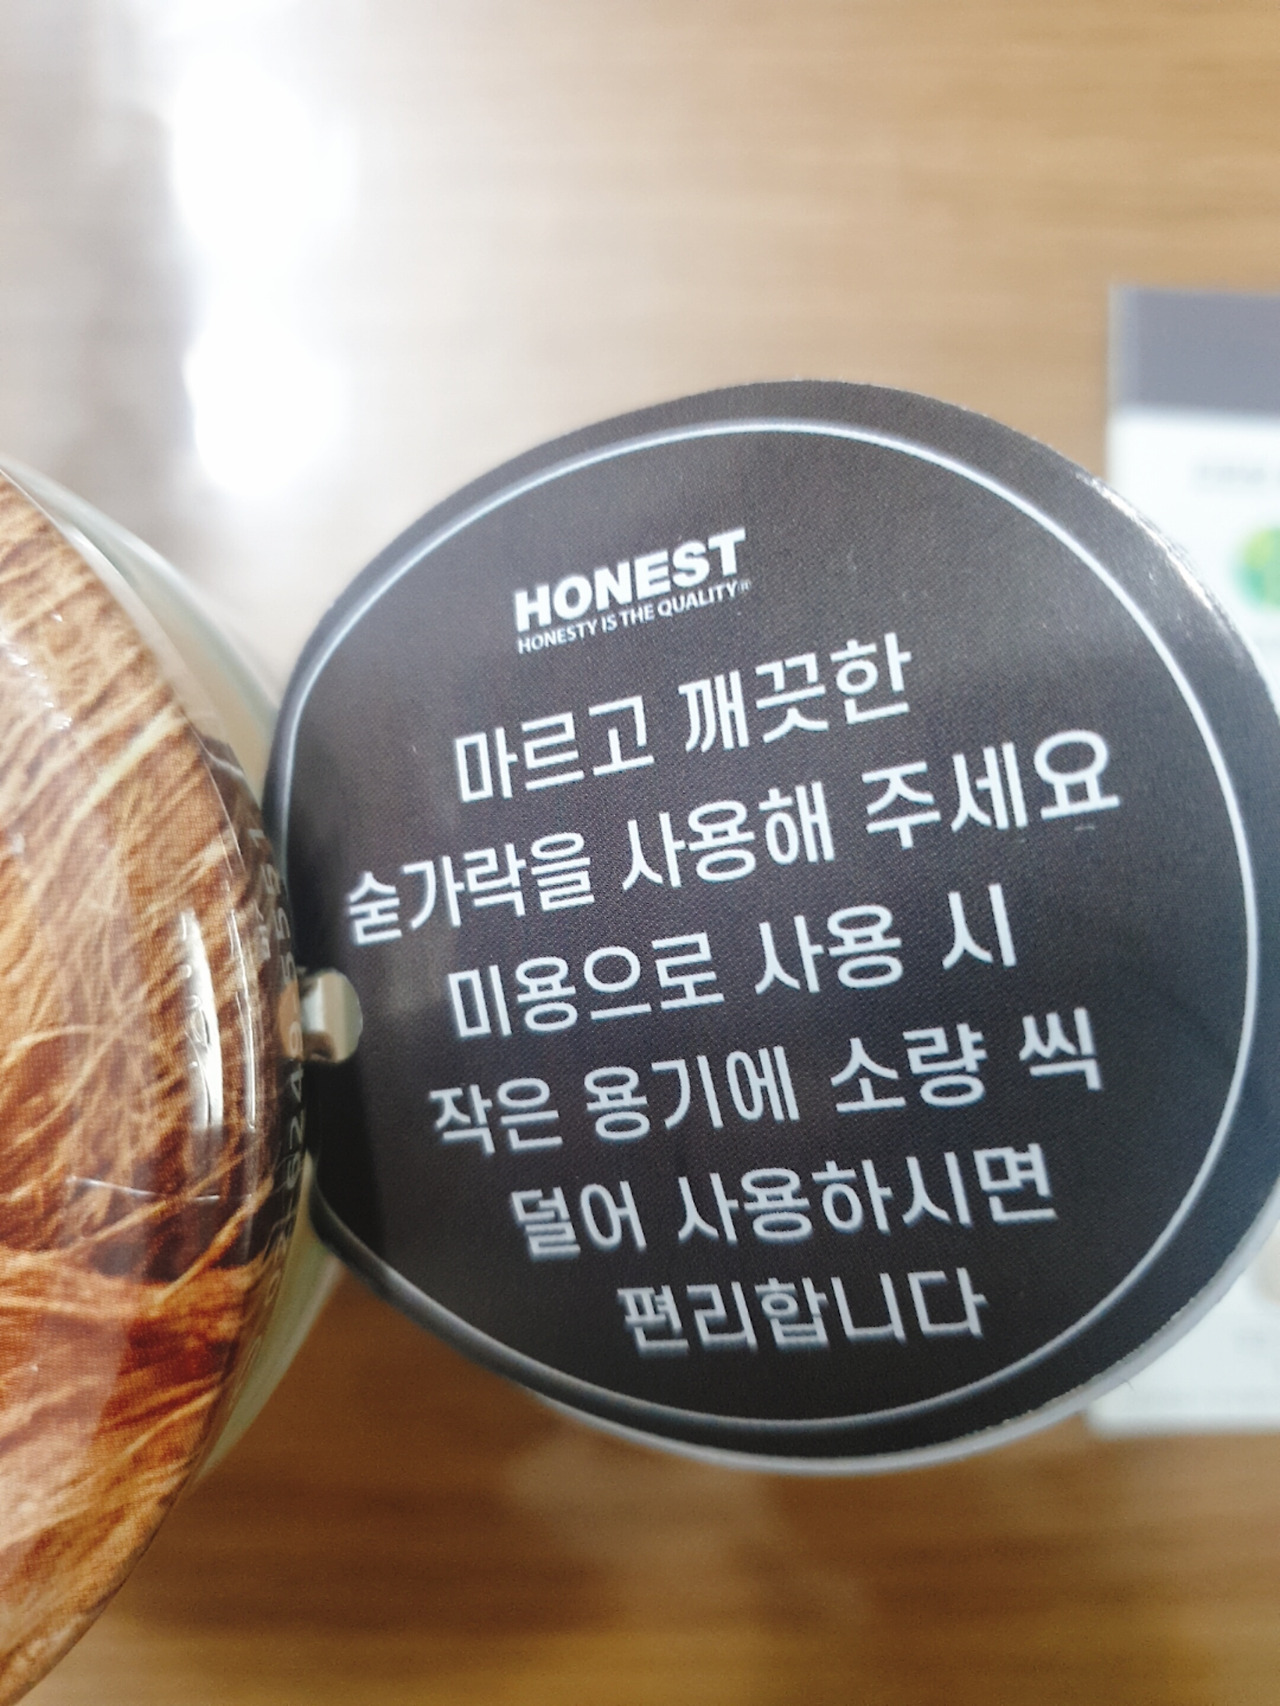 HONEST
HONESTY IS THE QUALITY
마르고 깨끗한
숟가락을 사용해 주세요
미용으로 사용 시
작은 용기에 소량 씩
덜어 사용하시면
편리합니다